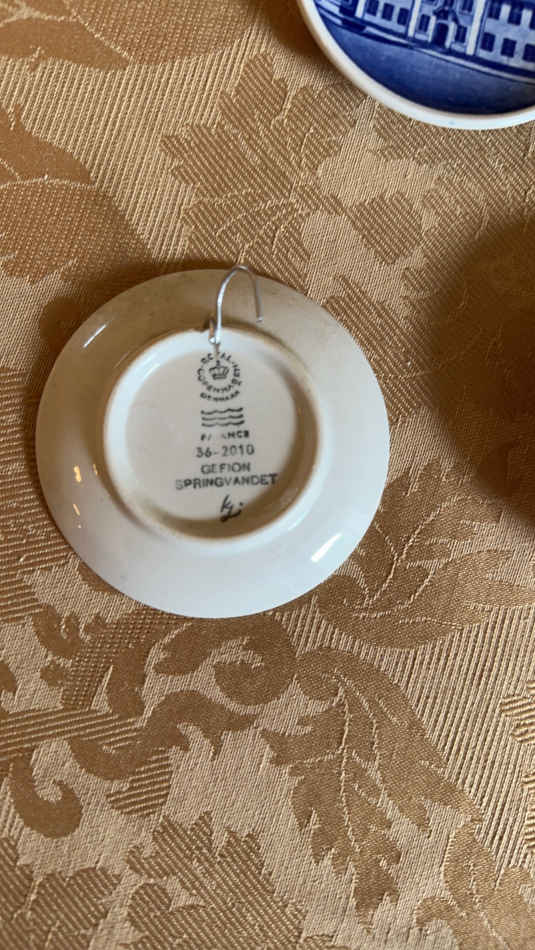 ROYAL
COPENHAGEN
DENMARK
FAJANCE
36-2010
GEFION
SPRINGVANDET